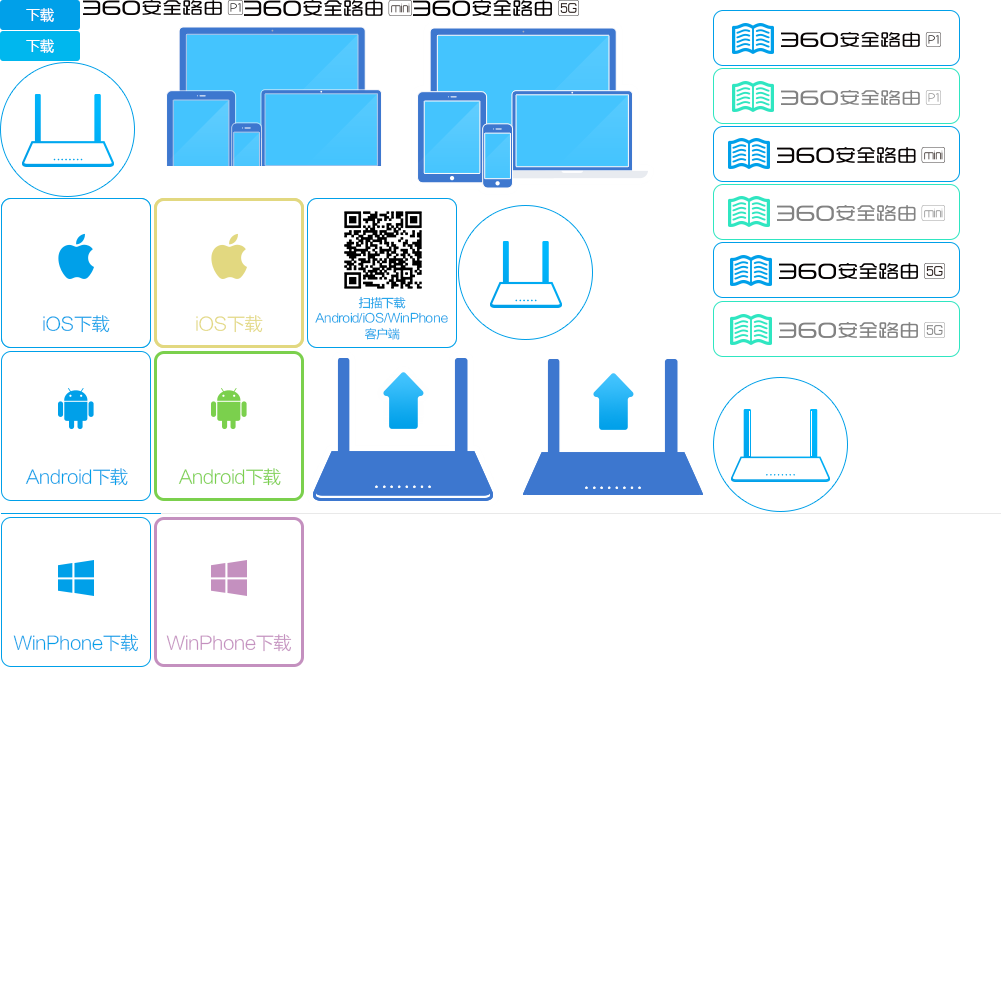 下载
360安全路由 P1
360安全路由 mini
360安全路由 5G
下载
360安全路由 P1
360安全路由 P1
360安全路由 mini
360安全路由 mini
360安全路由 5G
360安全路由 5G
iOS下载
iOS下载
扫描下载
Android/iOS/WinPhone
客户端
Android下载
Android下载
WinPhone下载
WinPhone下载